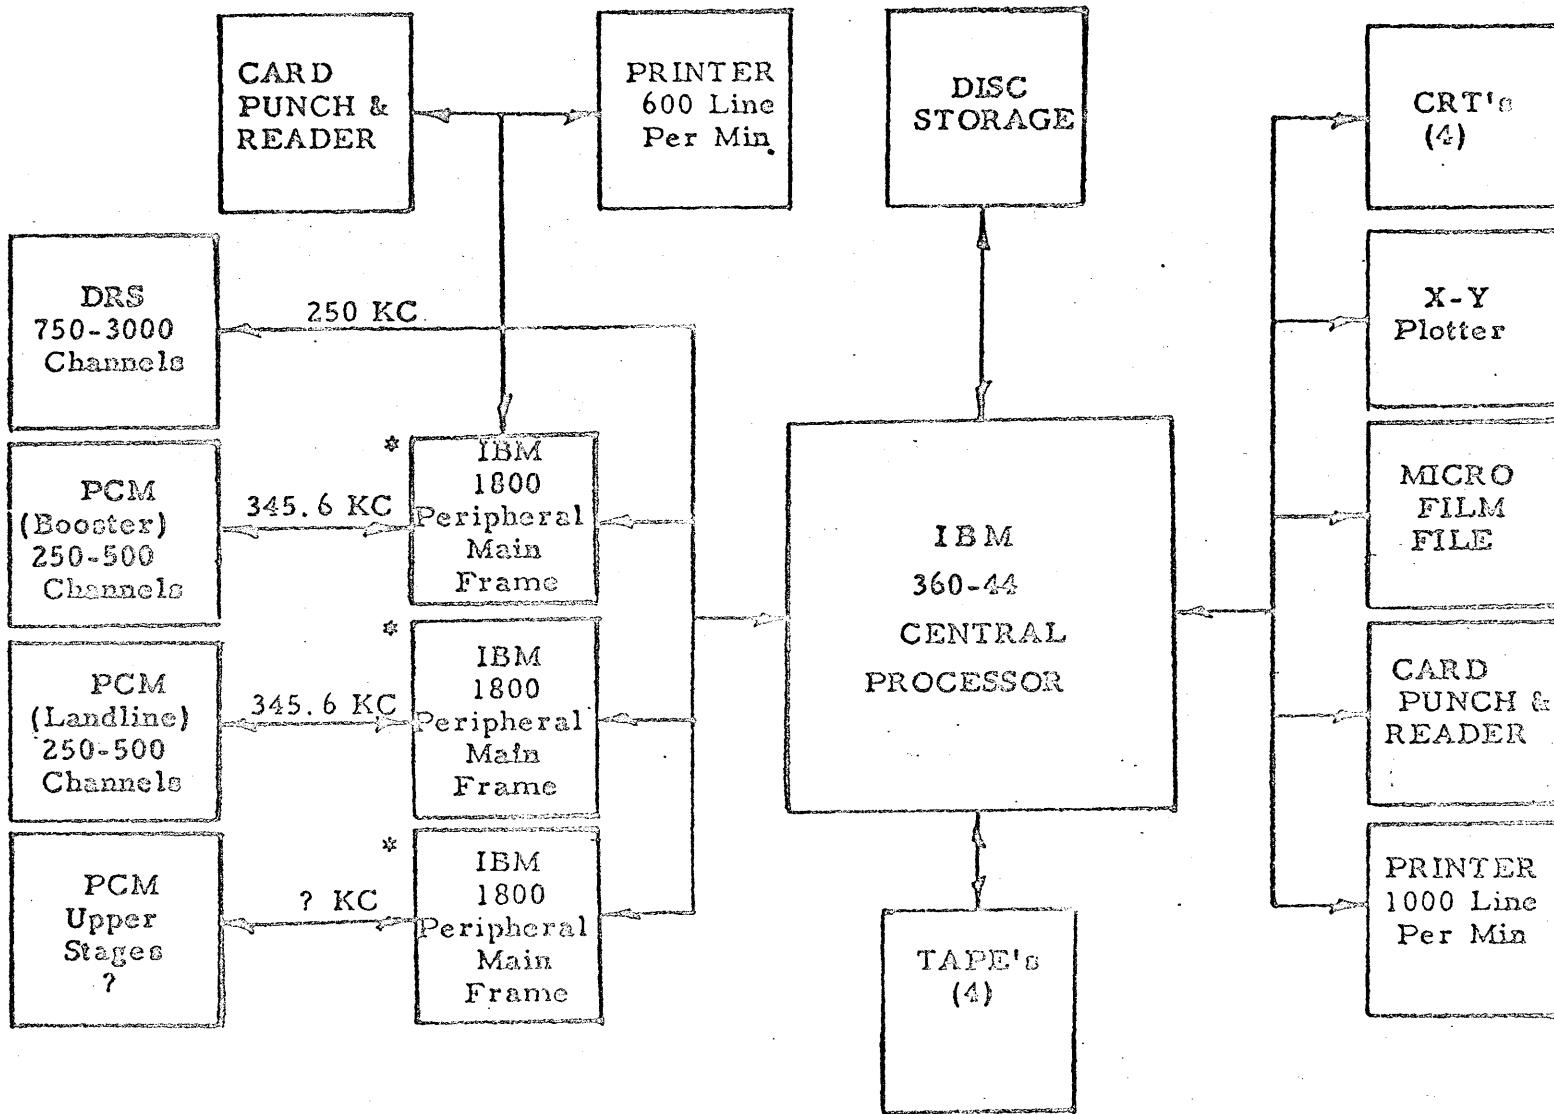 CARD
PUNCH &
READER
PRINTER
600 Line
Per Min.
DISC
STORAGE
CRT's
(4)
DRS
750-3000
Channels
250 KC
X-Y
Plotter
PCM
(Booster)
250-500
Channels
345.6 KC
*
IBM
1800
Peripheral
Main
Frame
IBM
360-44
CENTRAL
PROCESSOR
MICRO
FILM
FILE
PCM
(Landline)
250-500
Channels
345.6 KC
*
IBM
1800
Peripheral
Main
Frame
CARD
PUNCH &
READER
PCM
Upper
Stages
?
? KC
*
IBM
1800
Peripheral
Main
Frame
TAPE's
(4)
PRINTER
1000 Line
Per Min